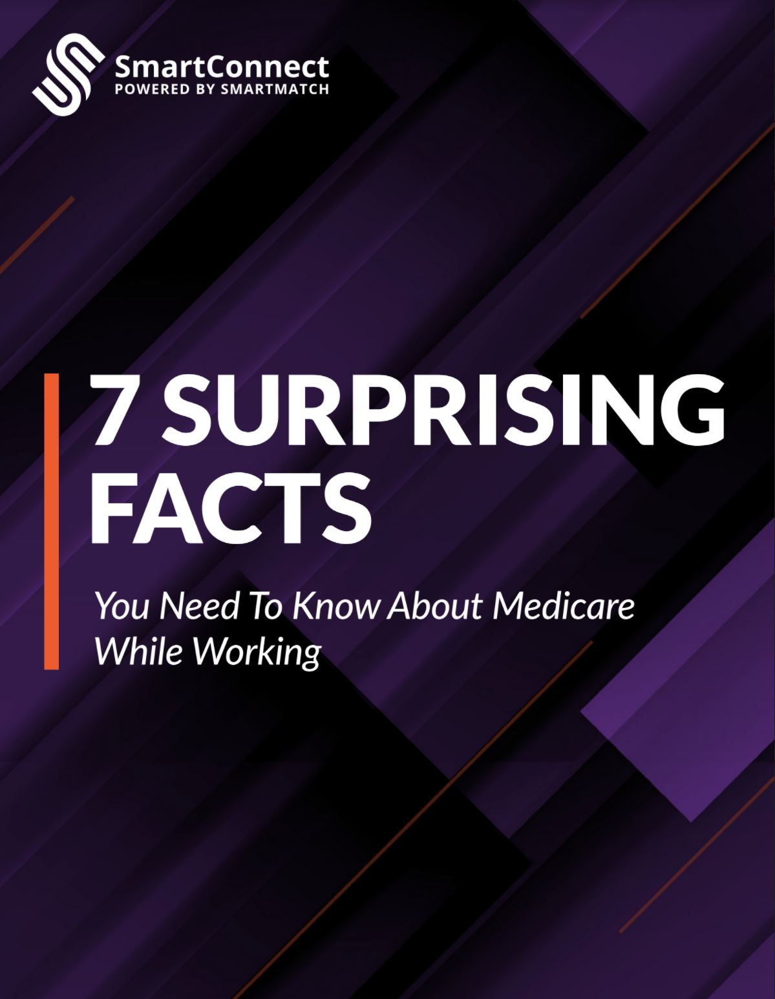 SmartConnect
POWERED BY SMARTMATCH
7 SURPRISING
FACTS
You Need To Know About Medicare
While Working